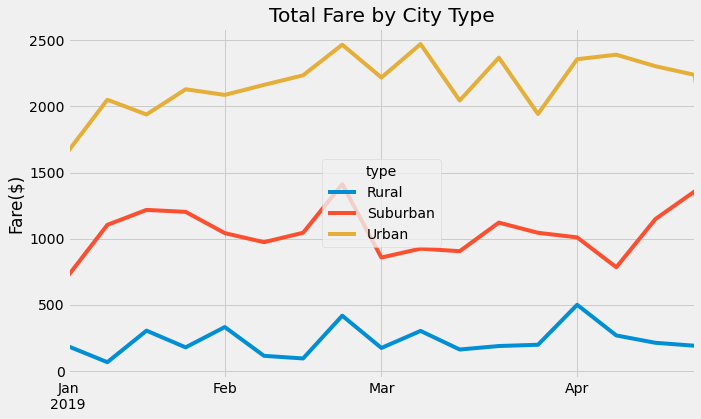 Total Fare by City Type
Fare($)
2500
2000
1500
1000
500
0
type
Rural
Suburban
Urban
Jan
2019
Feb
Mar
Apr